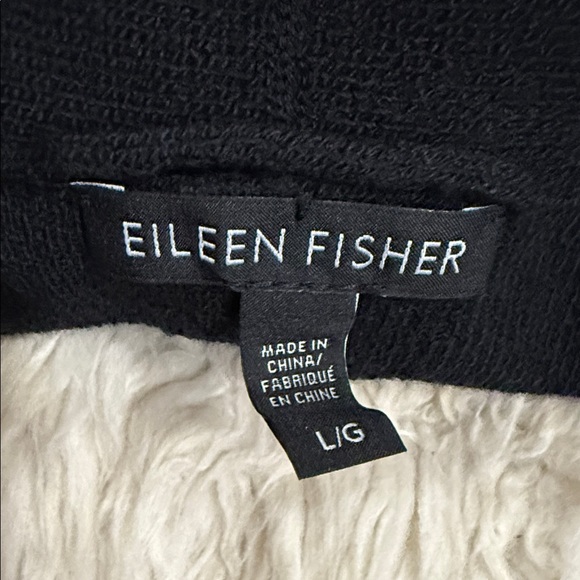 EILEEN FISHER
MADE IN
CHINA/
FABRIQUÉ
EN CHINE
L/G